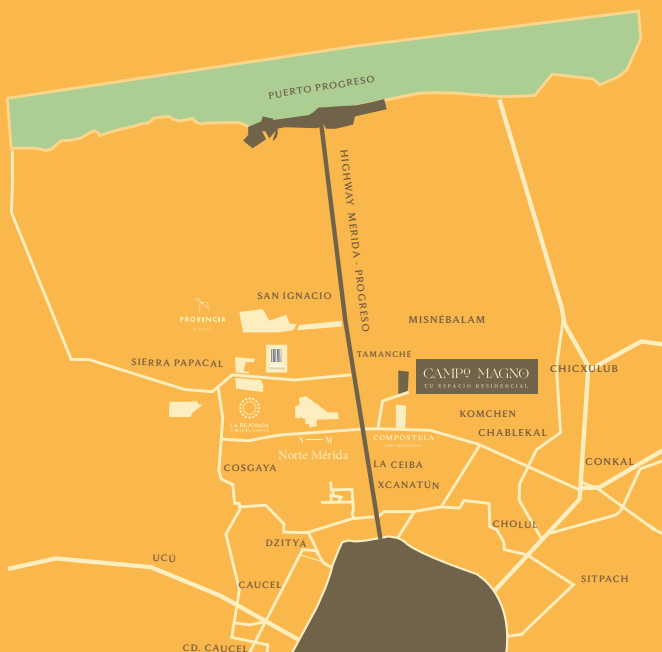 PUERTO PROGRESO
HIGHWAY MERIDA - PROGRESO
SAN IGNACIO
PROVINCIA
MISNÉBALAM
TAMANCHÉ
SIERRA PAPACAL
CAMPO MAGNO
TU ESPACIO RESIDENCIAL
CHICXULUB
KOMCHEN
LA REJOYADA
N — M
Norte Mérida
COMPOSTELA
CHABLEKAL
COSGAYA
LA CEIBA
CONKAL
XCANATÚN
CHOLUL
DZITYÁ
UCÚ
CAUCEL
SITPACH
CD. CAUCEL